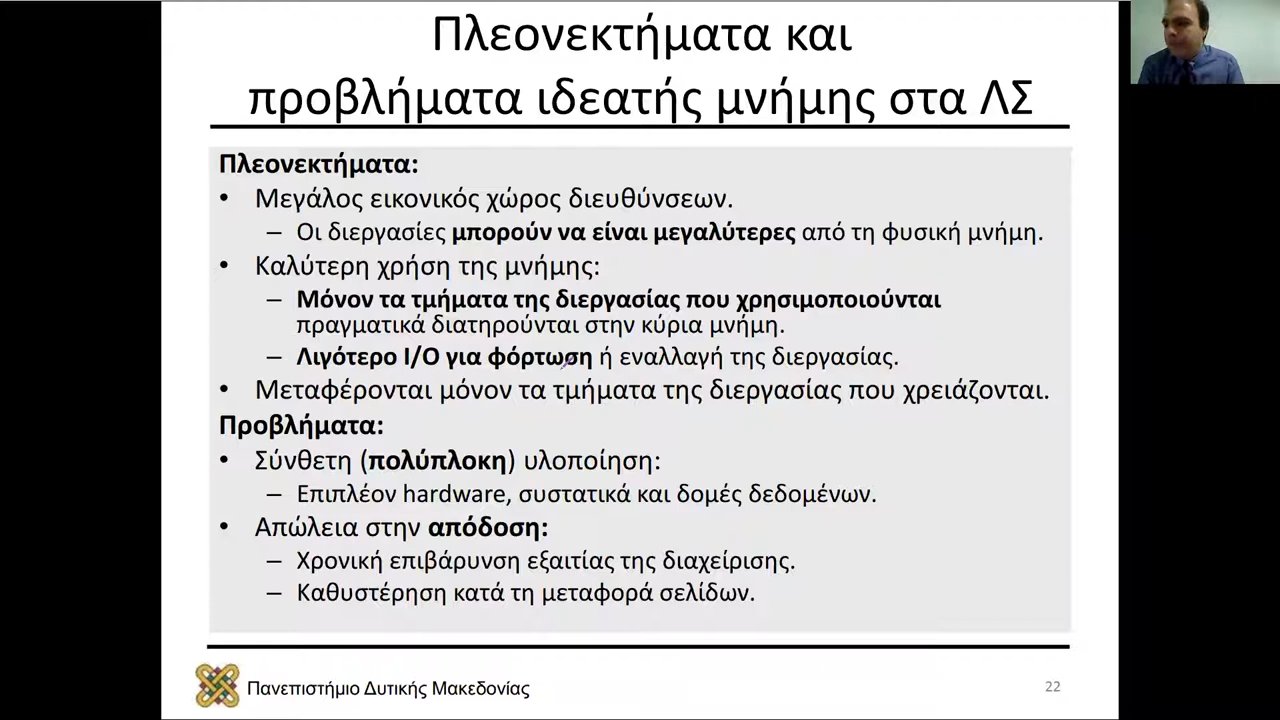 Πλεονεκτήματα και
προβλήματα ιδεατής μνήμης στα ΛΣ
Πλεονεκτήματα:
• Μεγάλος εικονικός χώρος διευθύνσεων.
– Οι διεργασίες μπορούν να είναι μεγαλύτερες από τη φυσική μνήμη.
• Καλύτερη χρήση της μνήμης:
– Μόνον τα τμήματα της διεργασίας που χρησιμοποιούνται
πραγματικά διατηρούνται στην κύρια μνήμη.
– Λιγότερο I/O για φόρτωση ή εναλλαγή της διεργασίας.
• Μεταφέρονται μόνον τα τμήματα της διεργασίας που χρειάζονται.
Προβλήματα:
• Σύνθετη (πολύπλοκη) υλοποίηση:
– Επιπλέον hardware, συστατικά και δομές δεδομένων.
• Απώλεια στην απόδοση:
– Χρονική επιβάρυνση εξαιτίας της διαχείρισης.
– Καθυστέρηση κατά τη μεταφορά σελίδων.
Πανεπιστήμιο Δυτικής Μακεδονίας
22